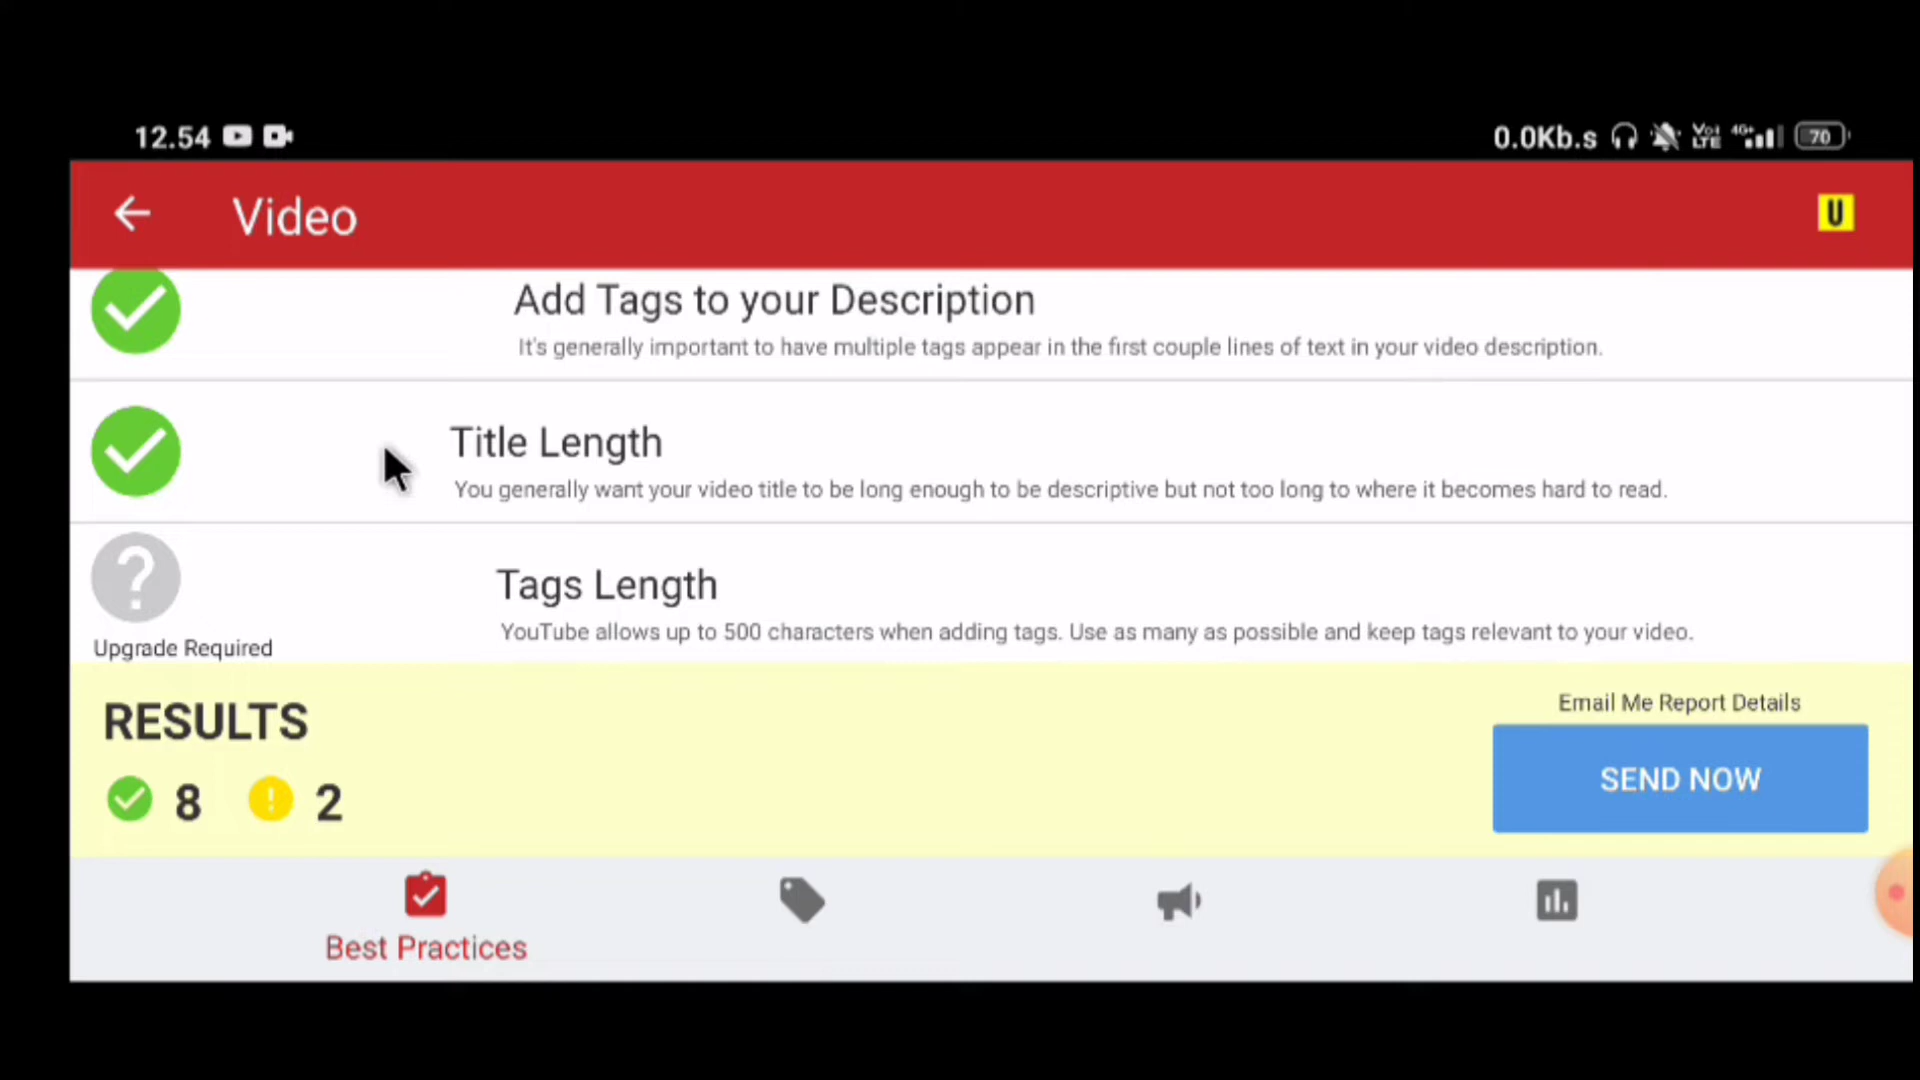 12.54
0.0Kb.s
Vo)
LTE
4G+
70
Video
U
Add Tags to your Description
It's generally important to have multiple tags appear in the first couple lines of text in your video description.
Title Length
You generally want your video title to be long enough to be descriptive but not too long to where it becomes hard to read.
Tags Length
YouTube allows up to 500 characters when adding tags. Use as many as possible and keep tags relevant to your video.
Upgrade Required
RESULTS
8
2
Email Me Report Details
SEND NOW
Best Practices